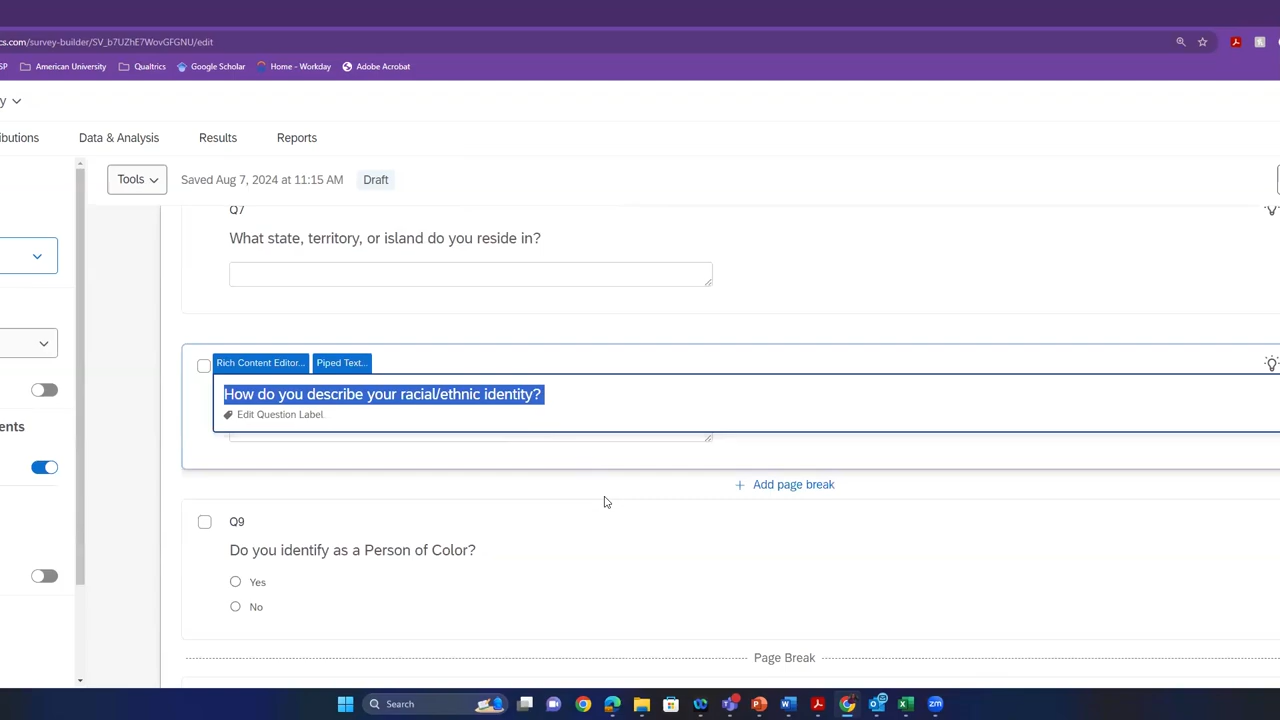 cs.com/survey-builder/SV_b7UZhE7WovGFGNU/edit
SP American University Qualtrics Google Scholar Home - Workday Adobe Acrobat
y
ibutions Data & Analysis Results Reports
Tools Saved Aug 7, 2024 at 11:15 AM Draft
Q7
What state, territory, or island do you reside in?
Rich Content Editor... Piped Text...
How do you describe your racial/ethnic identity?
Edit Question Label
ents
+ Add page break
Q9
Do you identify as a Person of Color?
Yes
No
Page Break
Search